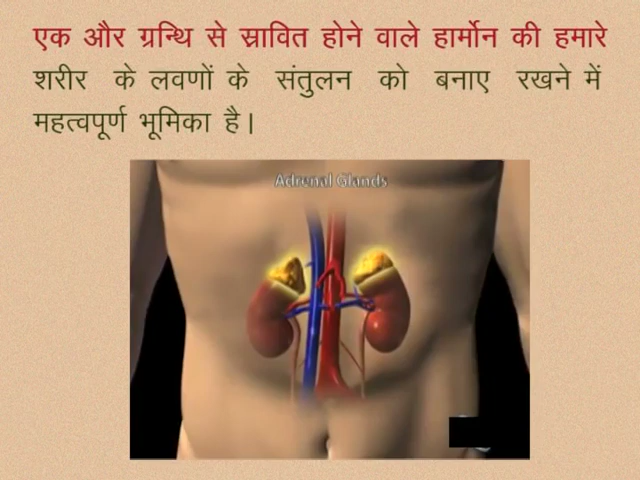 एक और ग्रन्थि से स्रावित होने वाले हार्मोन की हमारे
शरीर के लवणों के संतुलन को बनाए रखने में
महत्वपूर्ण भूमिका है।
Adrenal Glands